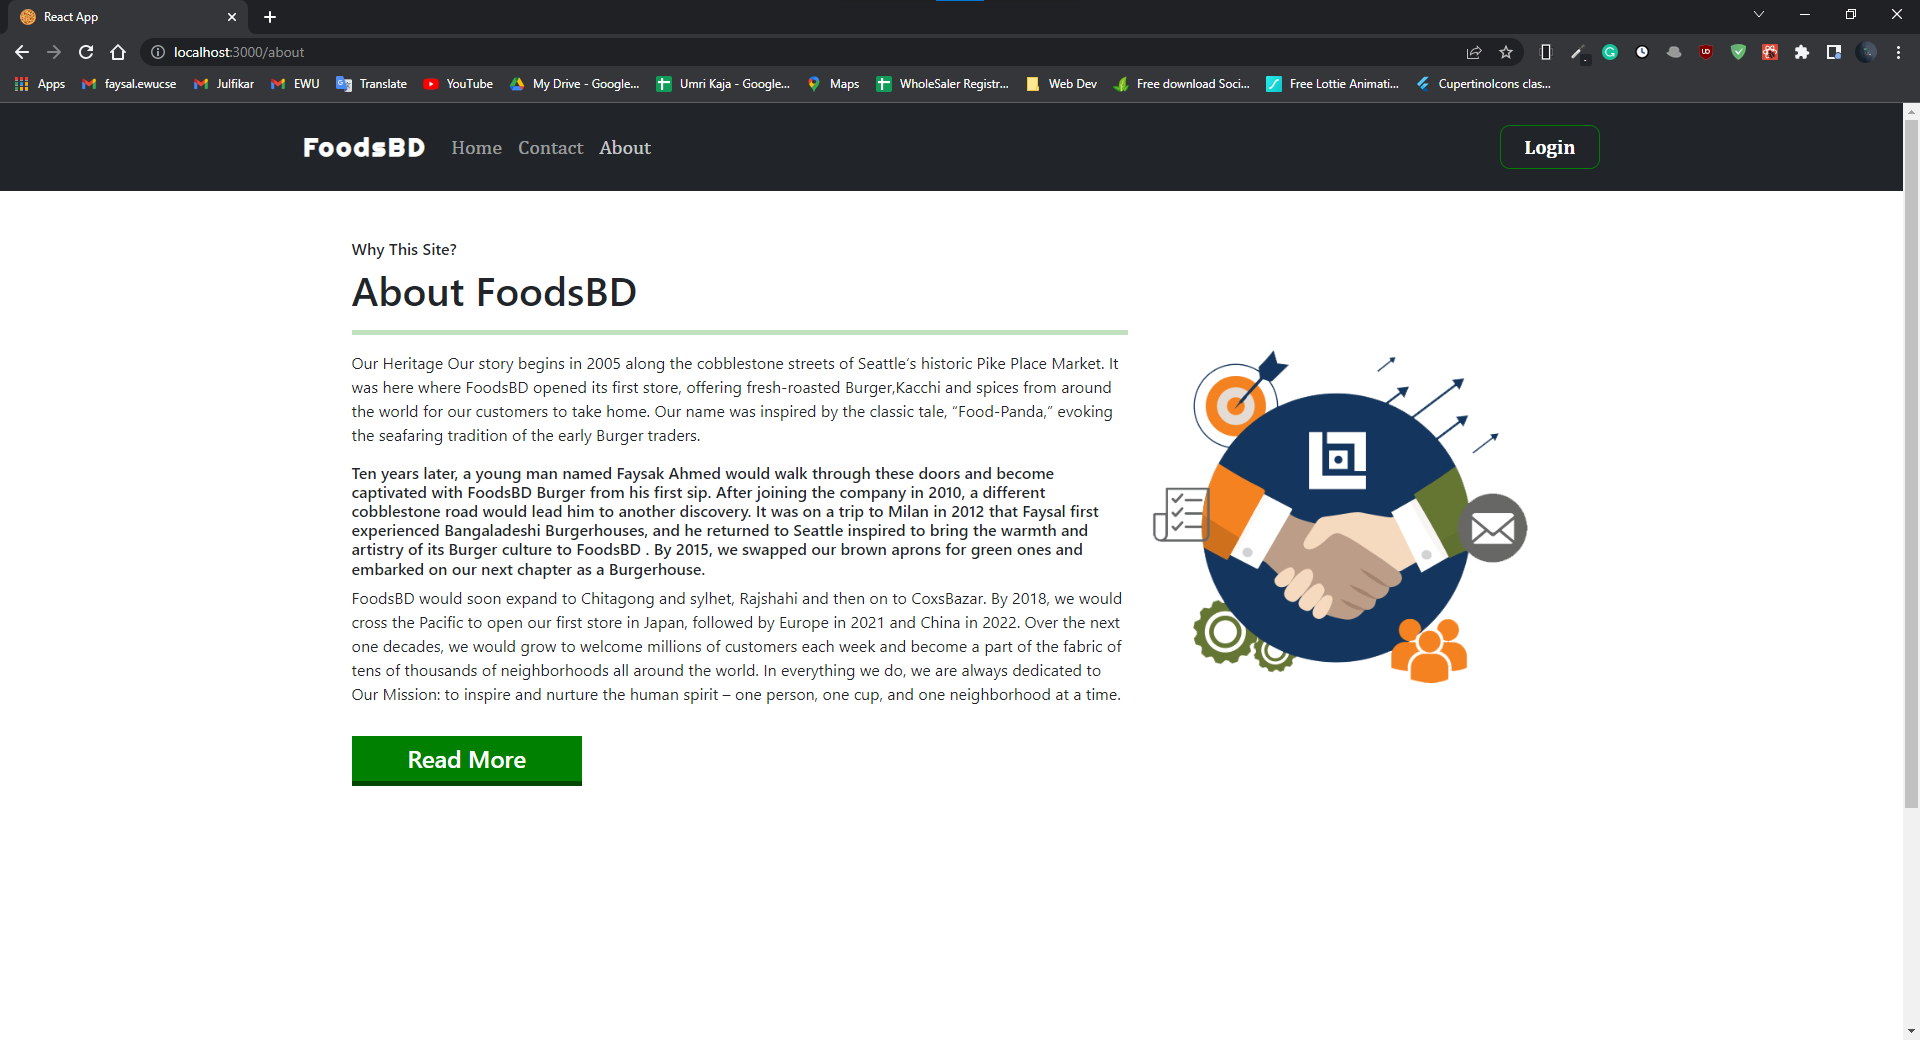 React App
localhost:3000/about
Apps faysal.ewucse Julfikar EWU Translate YouTube My Drive - Google... Umri Kaja - Google... Maps WholeSaler Registr... Web Dev Free download Soci... Free Lottie Animati... CupertinoIcons clas...
FoodsBD Home Contact About Login
Why This Site?
About FoodsBD
Our Heritage Our story begins in 2005 along the cobblestone streets of Seattle’s historic Pike Place Market. It
was here where FoodsBD opened its first store, offering fresh-roasted Burger,Kacchi and spices from around
the world for our customers to take home. Our name was inspired by the classic tale, “Food-Panda,” evoking
the seafaring tradition of the early Burger traders.
Ten years later, a young man named Faysak Ahmed would walk through these doors and become
captivated with FoodsBD Burger from his first sip. After joining the company in 2010, a different
cobblestone road would lead him to another discovery. It was on a trip to Milan in 2012 that Faysal first
experienced Bangaladeshi Burgerhouses, and he returned to Seattle inspired to bring the warmth and
artistry of its Burger culture to FoodsBD . By 2015, we swapped our brown aprons for green ones and
embarked on our next chapter as a Burgerhouse.
FoodsBD would soon expand to Chitagong and sylhet, Rajshahi and then on to CoxsBazar. By 2018, we would
cross the Pacific to open our first store in Japan, followed by Europe in 2021 and China in 2022. Over the next
one decades, we would grow to welcome millions of customers each week and become a part of the fabric of
tens of thousands of neighborhoods all around the world. In everything we do, we are always dedicated to
Our Mission: to inspire and nurture the human spirit – one person, one cup, and one neighborhood at a time.
Read More